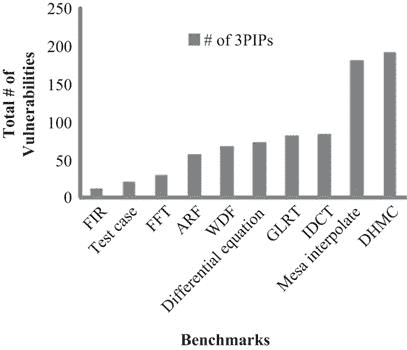 250
200
150
100
50
0
Total # of
Vulnerabilities
# of 3PIPs
FIR
Test case
FFT
ARF
WDF
Differential equation
GLRT
IDCT
Mesa interpolate
DHMC
Benchmarks